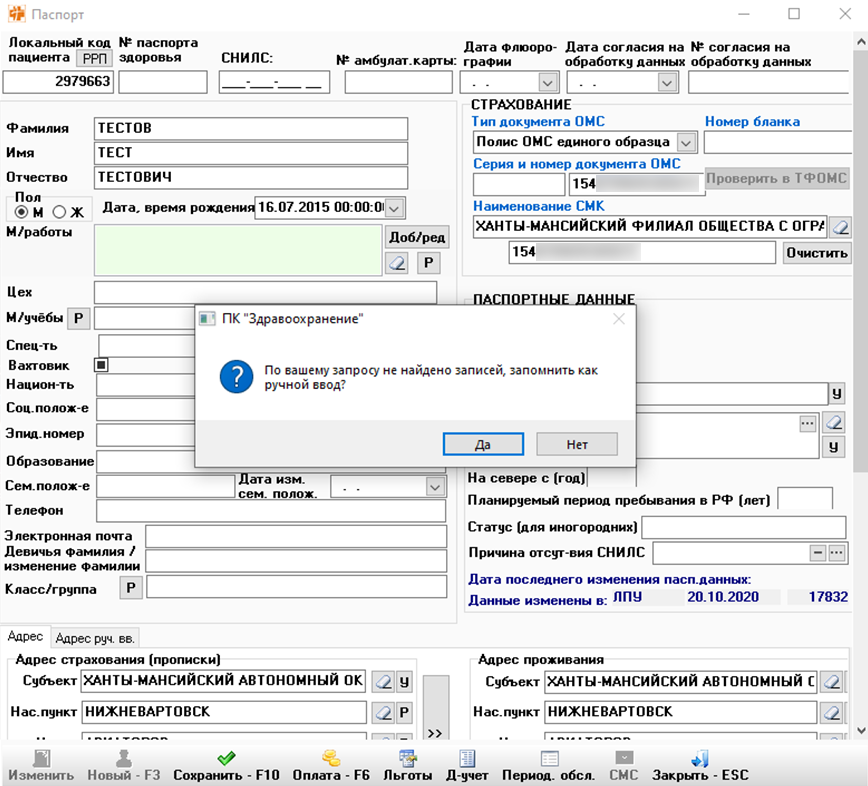 Паспорт
Локальный код пациента РРП
№ паспорта здоровья
СНИЛС:
№ амбулат.карты:
Дата флюоро-графии
Дата согласия на обработку данных
№ согласия на обработку данных
2979663
___-___-___ __
. .
. .
Фамилия ТЕСТОВ
Имя ТЕСТ
Отчество ТЕСТОВИЧ
Пол М Ж
Дата, время рождения 16.07.2015 00:00:0
М/работы Доб/ред
Р
Цех
М/учёбы Р
Спец-ть
Вахтовик
Национ-ть
Соц.полож-е
Эпид.номер
Образование
Сем.полож-е Дата изм. сем. полож. . .
Телефон
Электронная почта
Девичья фамилия /
изменение фамилии
Класс/группа Р
СТРАХОВАНИЕ
Тип документа ОМС Номер бланка
Полис ОМС единого образца
Серия и номер документа ОМС
154 Проверить в ТФОМС
Наименование СМК
ХАНТЫ-МАНСИЙСКИЙ ФИЛИАЛ ОБЩЕСТВА С ОГРА
154 Очистить
ПАСПОРТНЫЕ ДАННЫЕ
ПК "Здравоохранение"
По вашему запросу не найдено записей, запомнить как
ручной ввод?
Да Нет
У
...
У
На севере с (год)
Планируемый период пребывания в РФ (лет)
Статус (для иногородних)
Причина отсут-вия СНИЛС – ...
Дата последнего изменения пасп.данных:
Данные изменены в: ЛПУ 20.10.2020 17832
Адрес Адрес руч. вв.
Адрес страхования (прописки)
Субъект ХАНТЫ-МАНСИЙСКИЙ АВТОНОМНЫЙ ОК У
Нас.пункт НИЖНЕВАРТОВСК Р
>>
Адрес проживания
Субъект ХАНТЫ-МАНСИЙСКИЙ АВТОНОМНЫЙ О
Нас.пункт НИЖНЕВАРТОВСК
Изменить Новый - F3 Сохранить - F10 Оплата - F6 Льготы Д-учет Период. обсл. СМС Закрыть - ESC